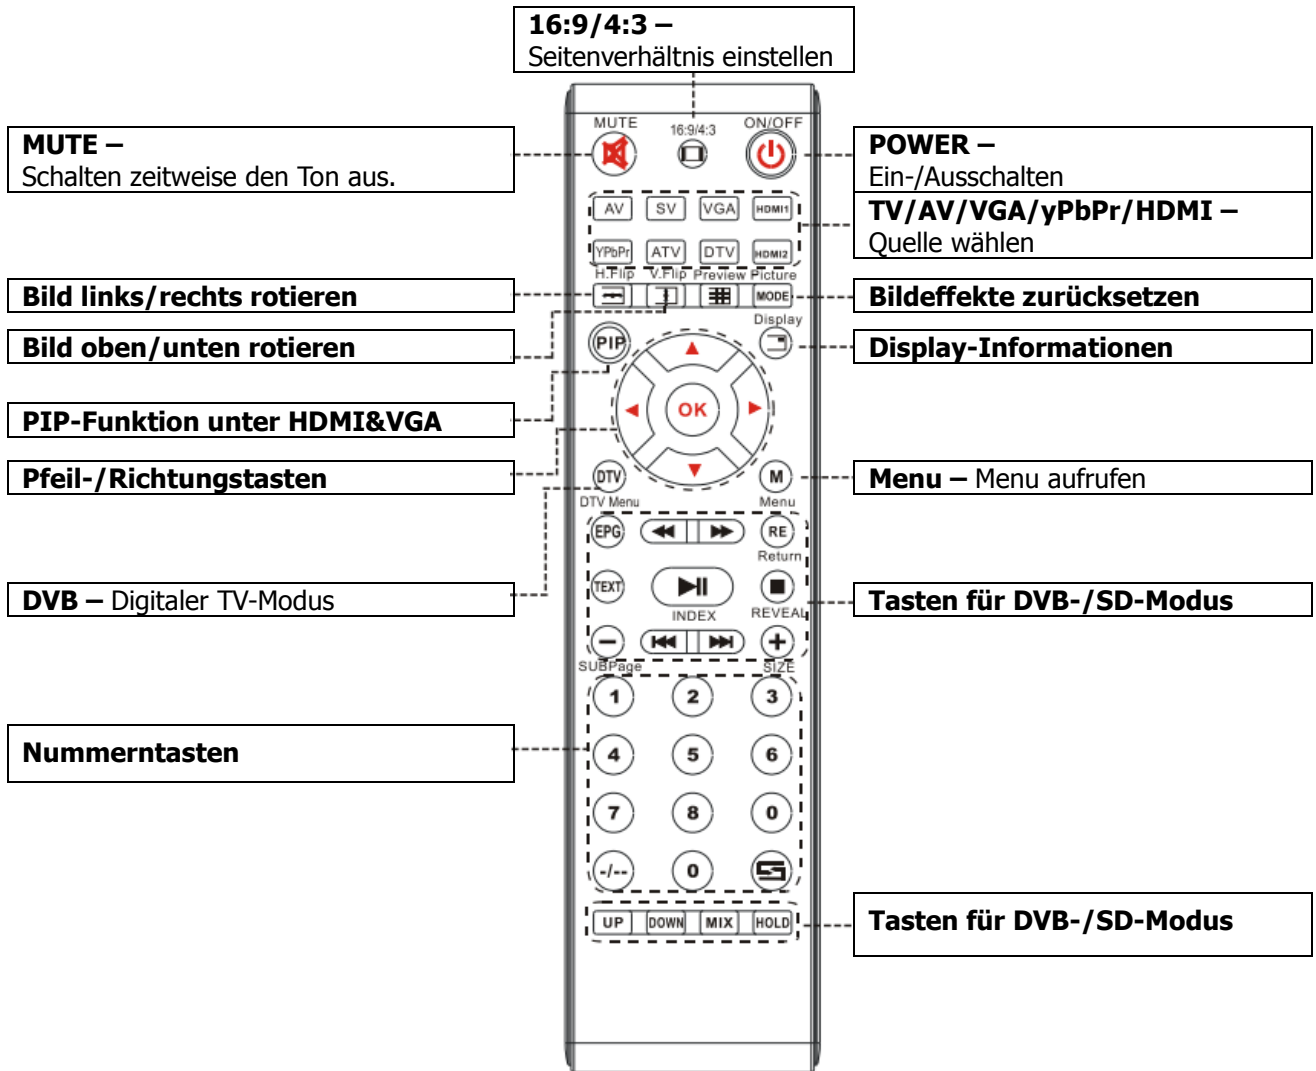 16:9/4:3 –
Seitenverhältnis einstellen
MUTE –
Schalten zeitweise den Ton aus.
POWER –
Ein-/Ausschalten
TV/AV/VGA/yPbPr/HDMI –
Quelle wählen
Bild links/rechts rotieren
Bildeffekte zurücksetzen
Bild oben/unten rotieren
Display-Informationen
PIP-Funktion unter HDMI&VGA
Pfeil-/Richtungstasten
Menu – Menu aufrufen
DVB – Digitaler TV-Modus
Tasten für DVB-/SD-Modus
Nummerntasten
Tasten für DVB-/SD-Modus
MUTE 16:9/4:3 ON/OFF
AV SV VGA HDMI1
YPbPr ATV DTV HDMI2
H.Flip V.Flip Preview Picture
MODE
Display
PIP
OK
DTV M
DTV Menu Menu
EPG RE
Return
TEXT
INDEX REVEAL
− +
SUBPage SIZE
1 2 3
4 5 6
7 8 0
-/-- 0
UP DOWN MIX HOLD